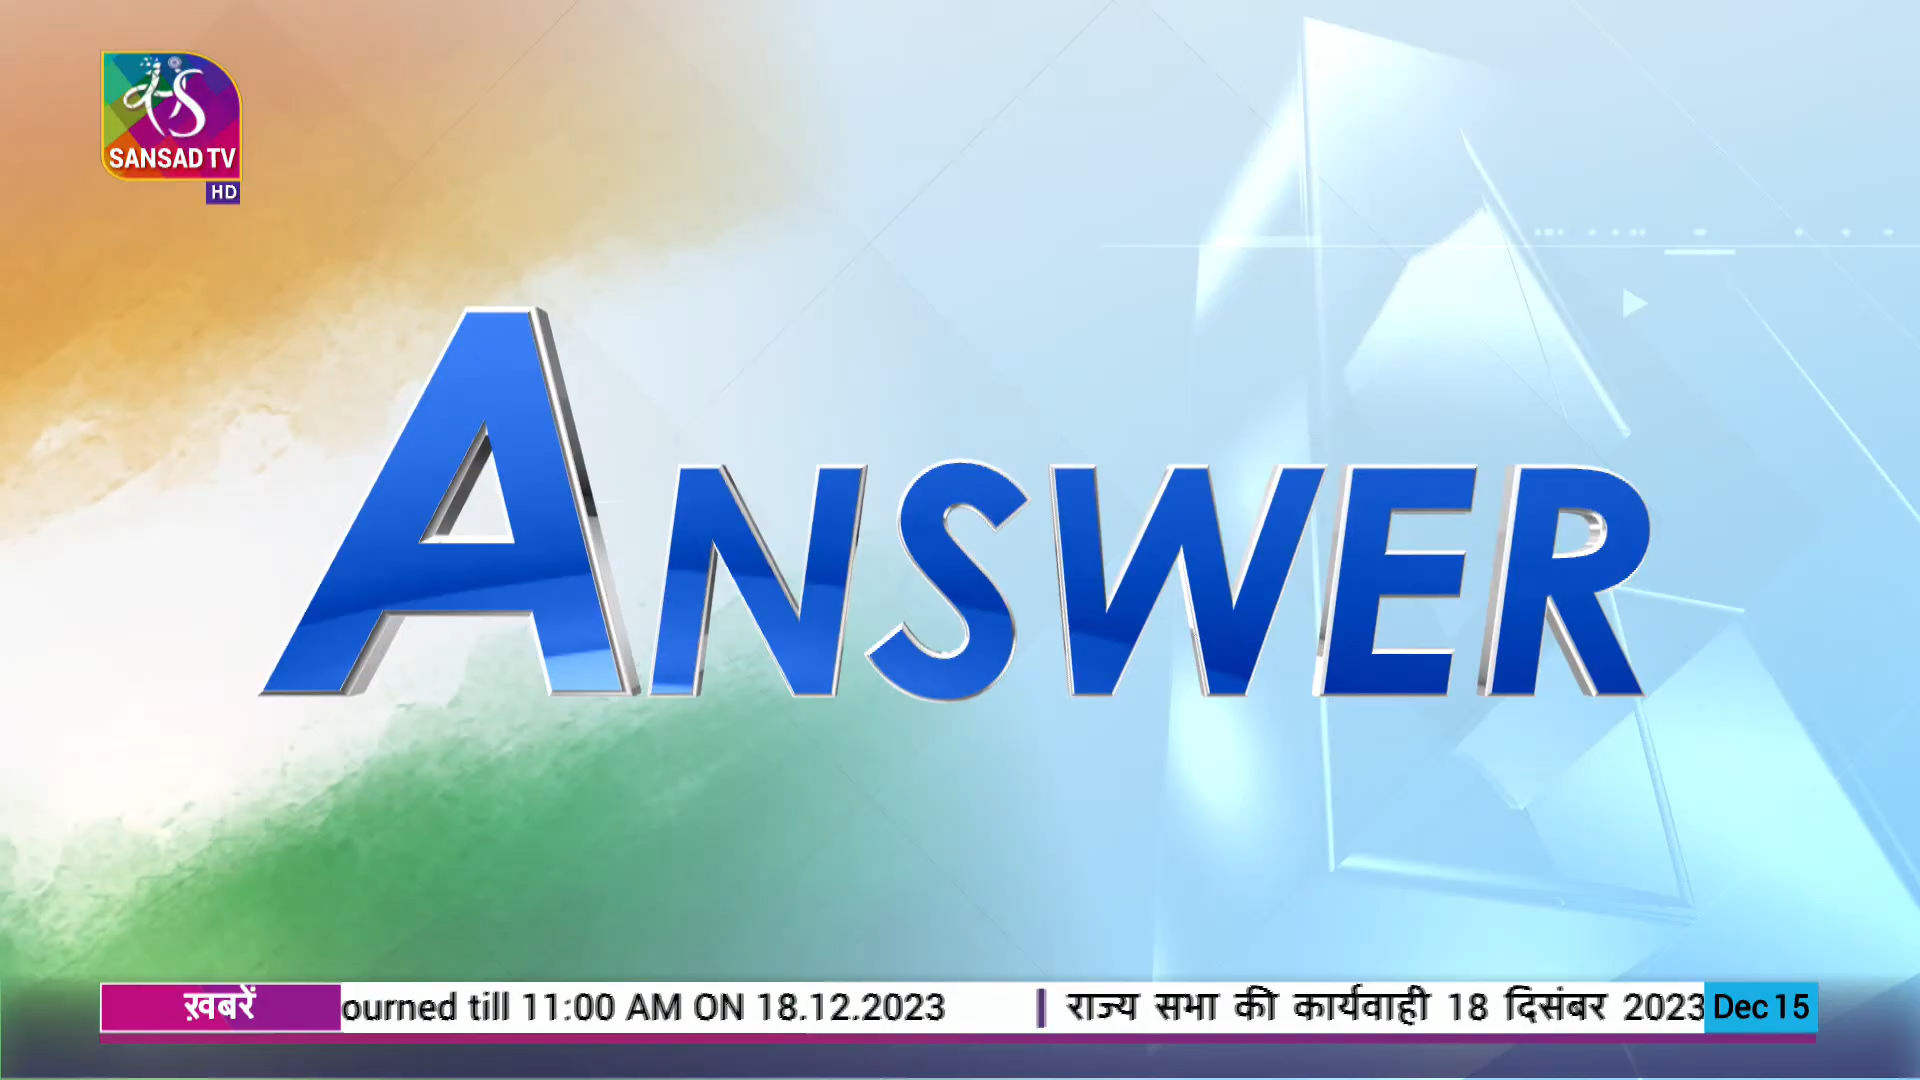 SANSAD TV
HD
ANSWER
ख़बरें
ourned till 11:00 AM ON 18.12.2023
राज्य सभा की कार्यवाही 18 दिसंबर 2023
Dec 15